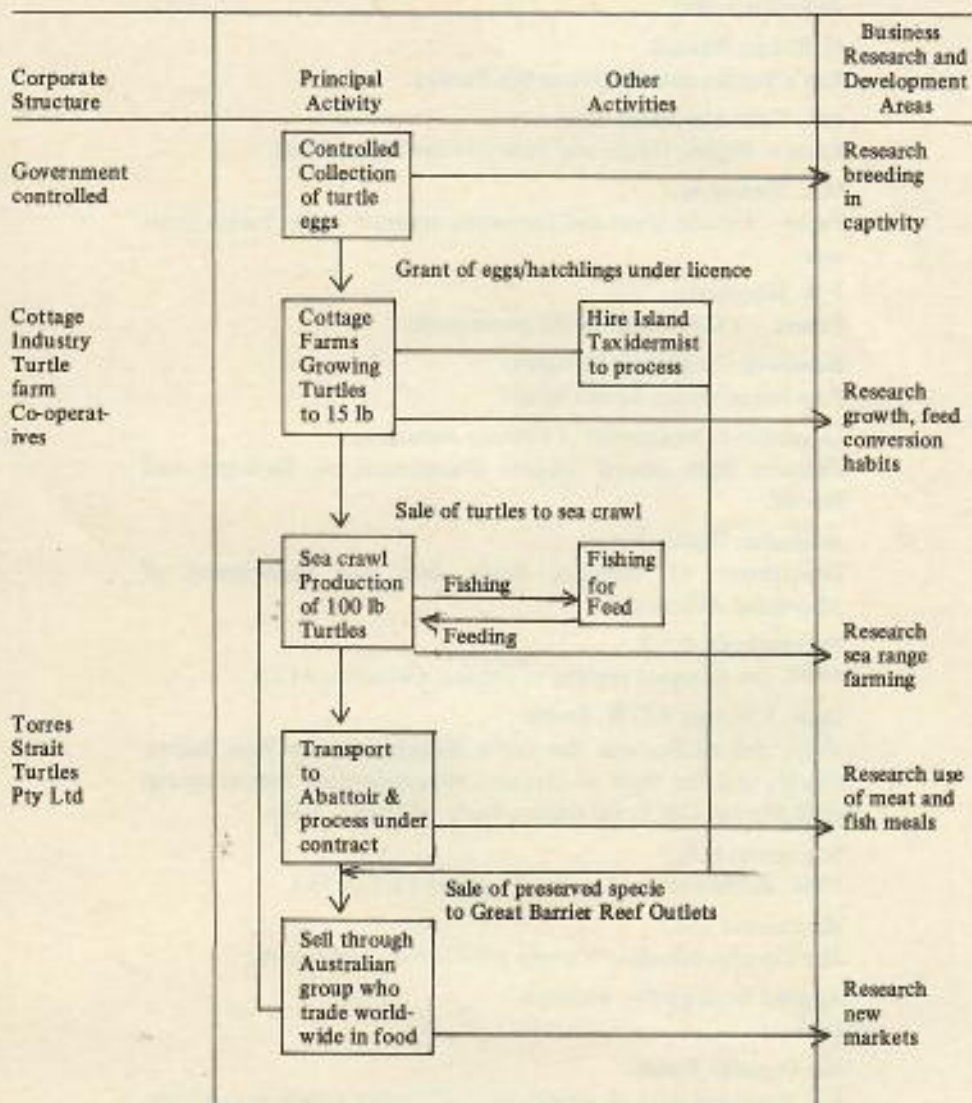 Corporate
Structure
Principal
Activity
Other
Activities
Business
Research and
Development
Areas
Government
controlled
Controlled
Collection
of turtle
eggs
Research
breeding
in
captivity
Grant of eggs/hatchlings under licence
Cottage
Industry
Turtle
farm
Co-operat-
ives
Cottage
Farms
Growing
Turtles
to 15 lb
Hire Island
Taxidermist
to process
Research
growth, feed
conversion
habits
Sale of turtles to sea crawl
Sea crawl
Production
of 100 lb
Turtles
Fishing
Feeding
Fishing
for
Feed
Research
sea range
farming
Torres
Strait
Turtles
Pty Ltd
Transport
to
Abattoir &
process under
contract
Research use
of meat and
fish meals
Sale of preserved specie
to Great Barrier Reef Outlets
Sell through
Australian
group who
trade world-
wide in food
Research
new
markets